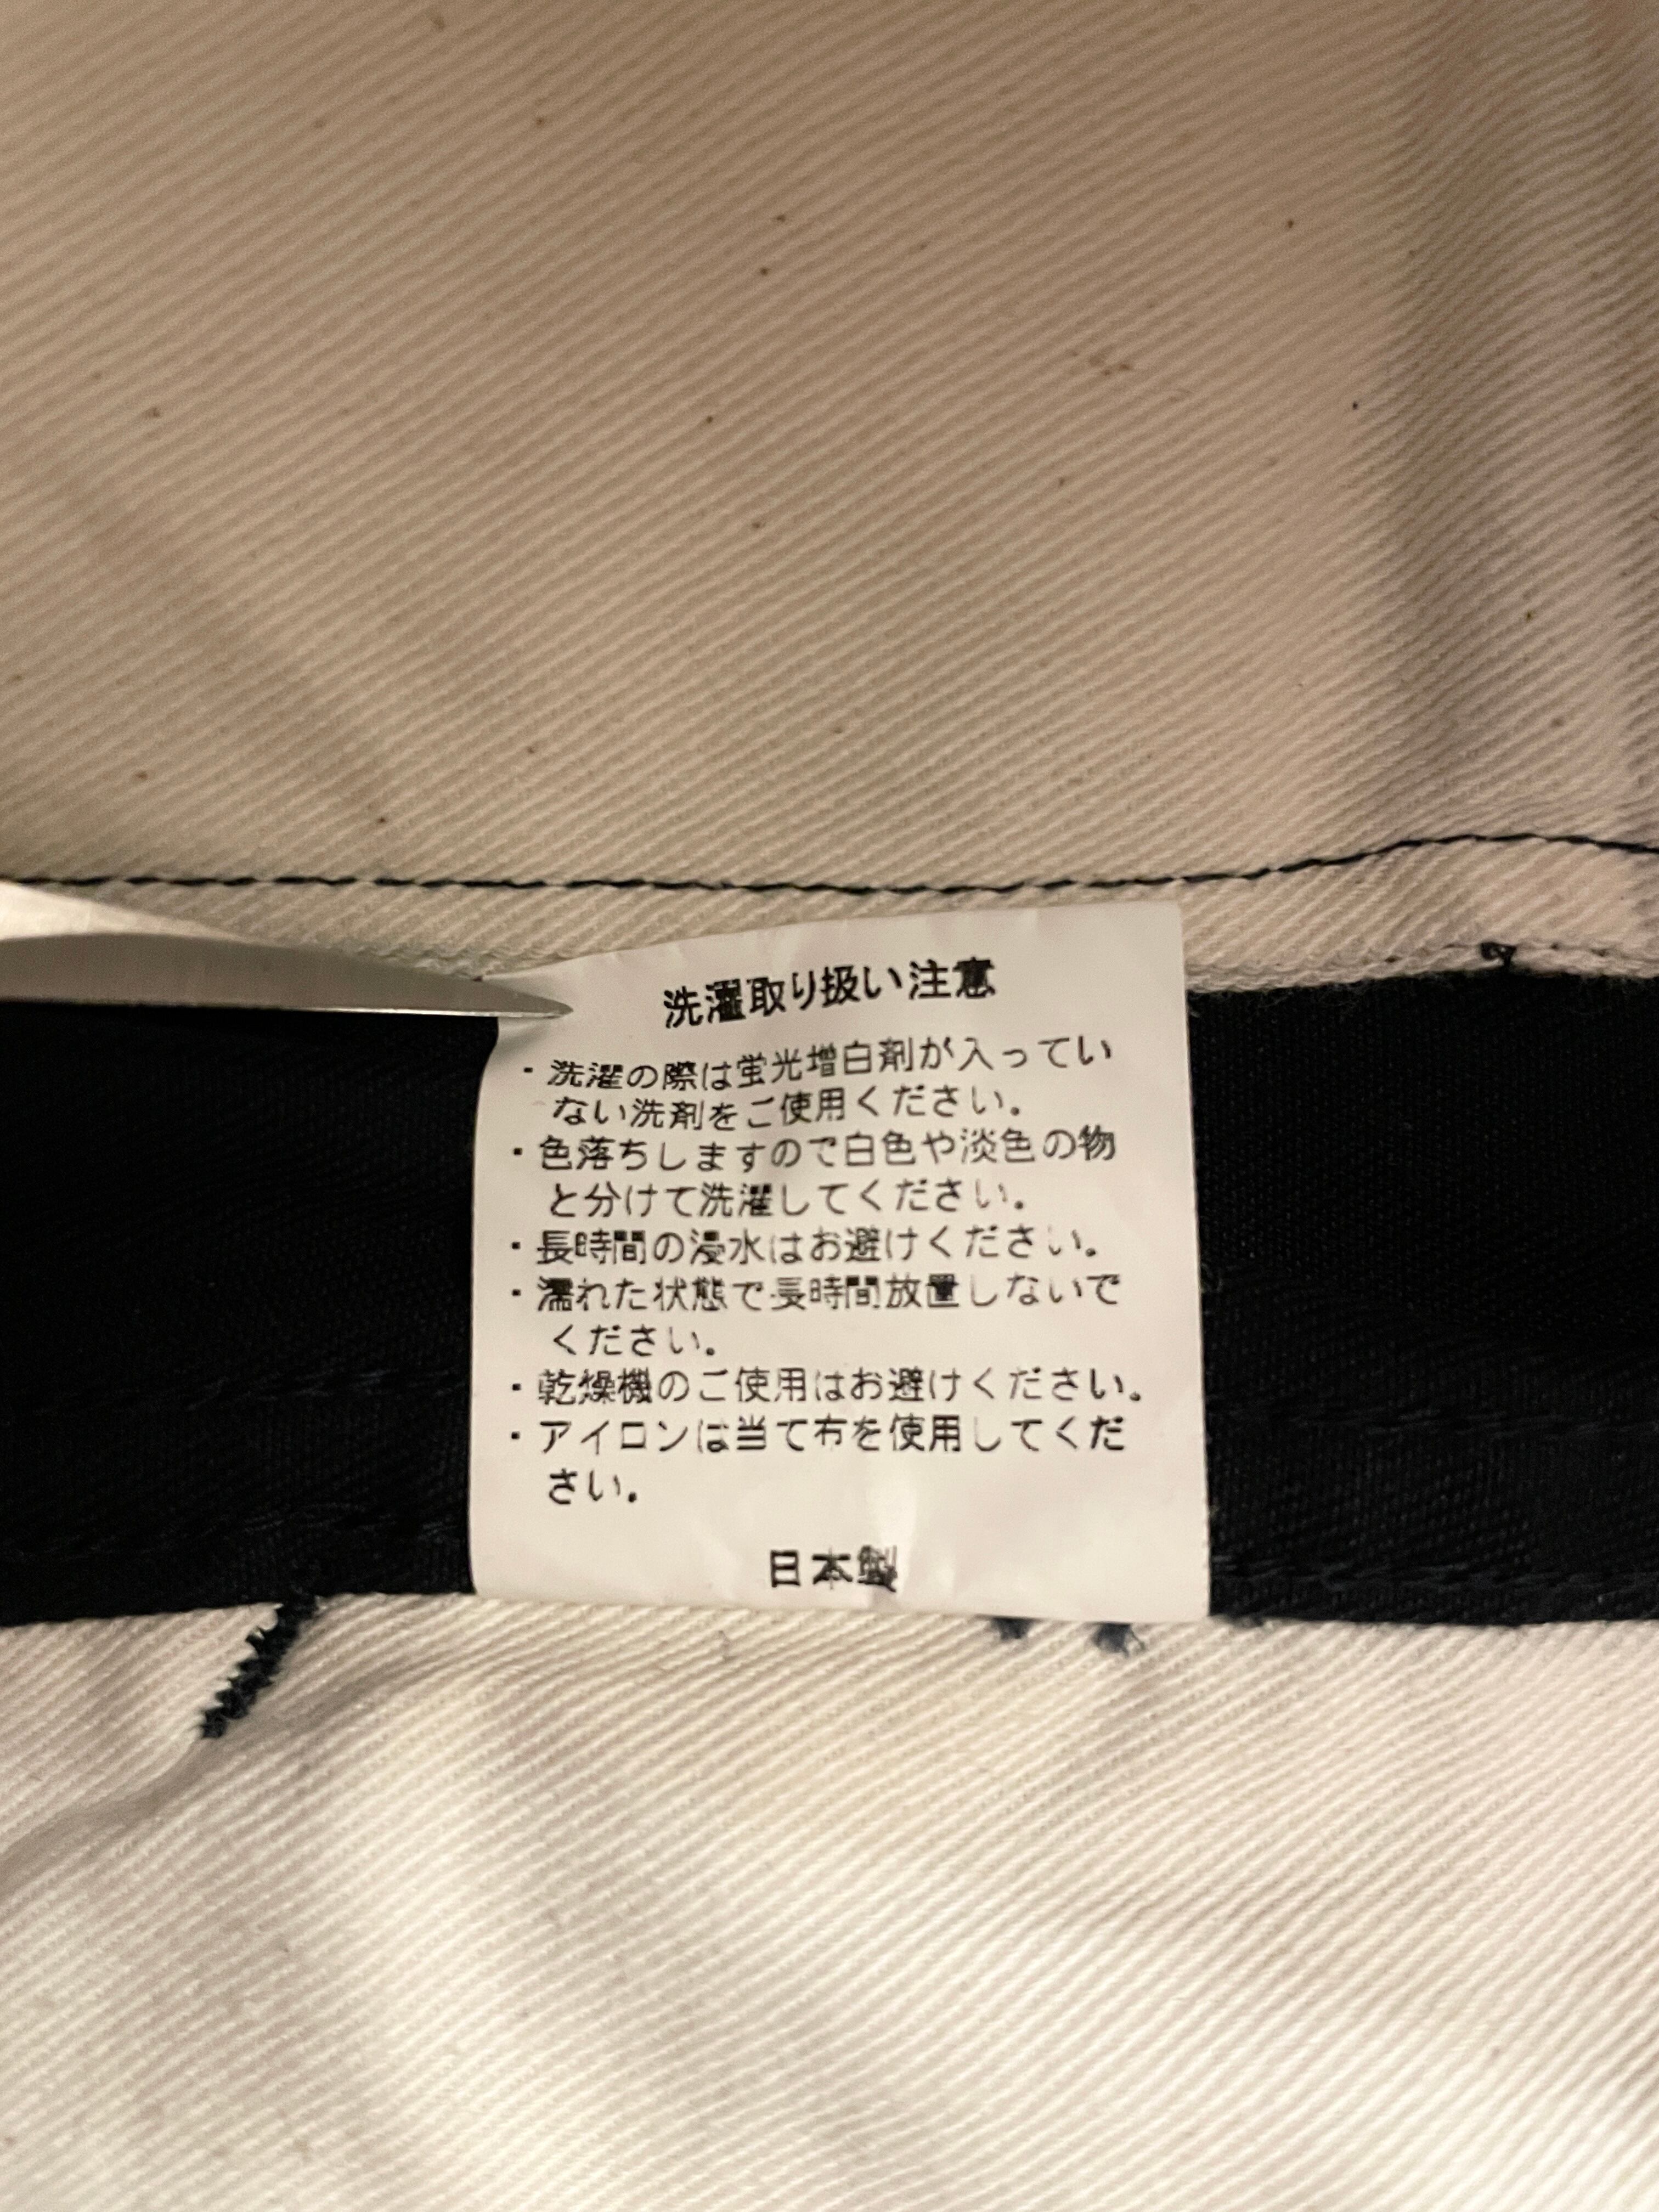 洗濯取り扱い注意
・洗濯の際は蛍光増白剤が入ってい
ない洗剤をご使用ください。
・色落ちしますので白色や淡色の物
と分けて洗濯してください。
・長時間の浸水はお避けください。
・濡れた状態で長時間放置しないで
ください。
・乾燥機のご使用はお避けください。
・アイロンは当て布を使用してくだ
さい。
日本製